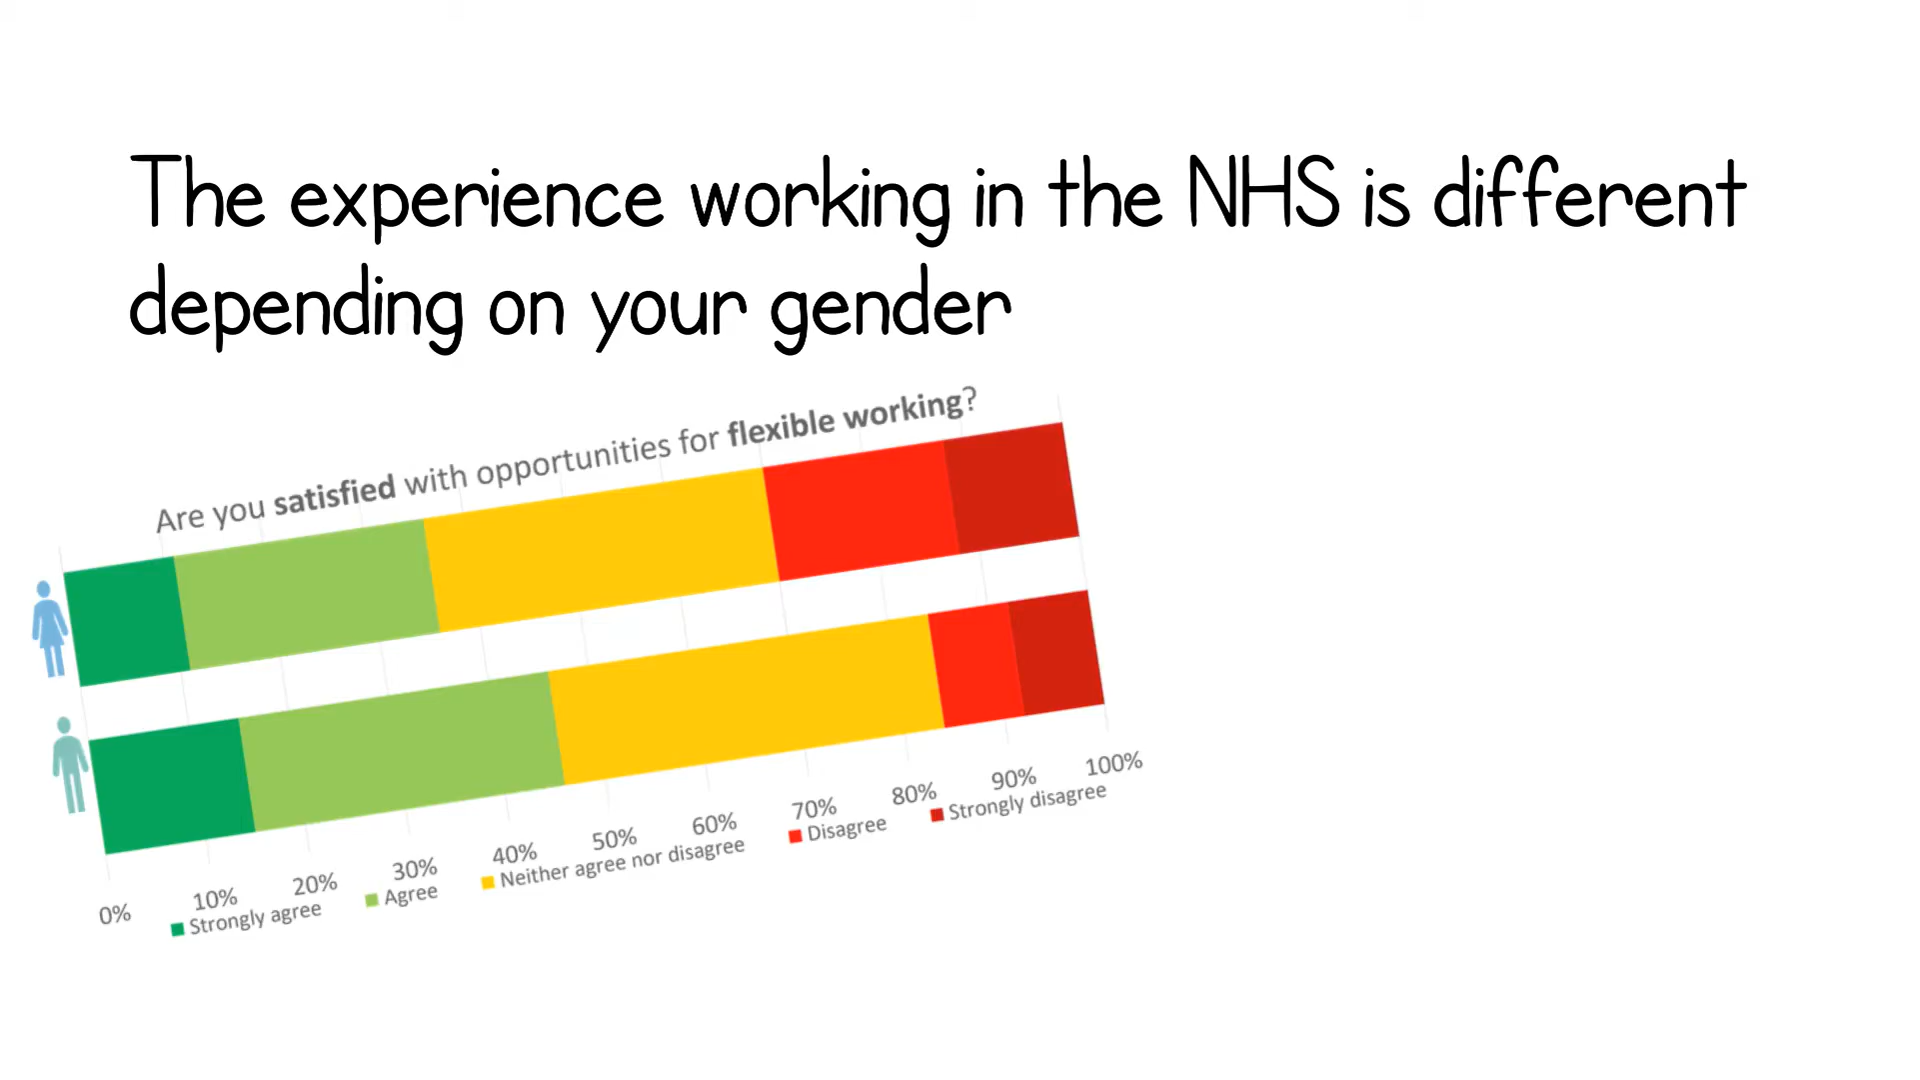 The experience working in the NHS is different
depending on your gender
Are you satisfied with opportunities for flexible working?
0% 10% 20% 30% 40% 50% 60% 70% 80% 90% 100%
Strongly agree Agree Neither agree nor disagree Disagree Strongly disagree